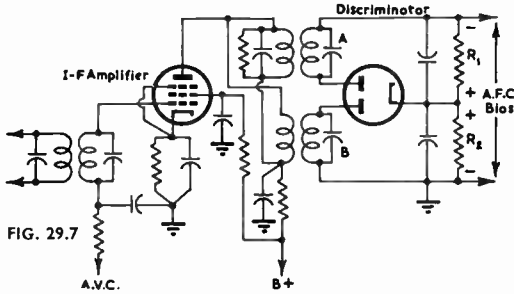 Discriminator
I-F Amplifier
A
B
−
R₁
+
+
R₂
−
A.F.C.
Bias
FIG. 29.7
A.V.C.
B+